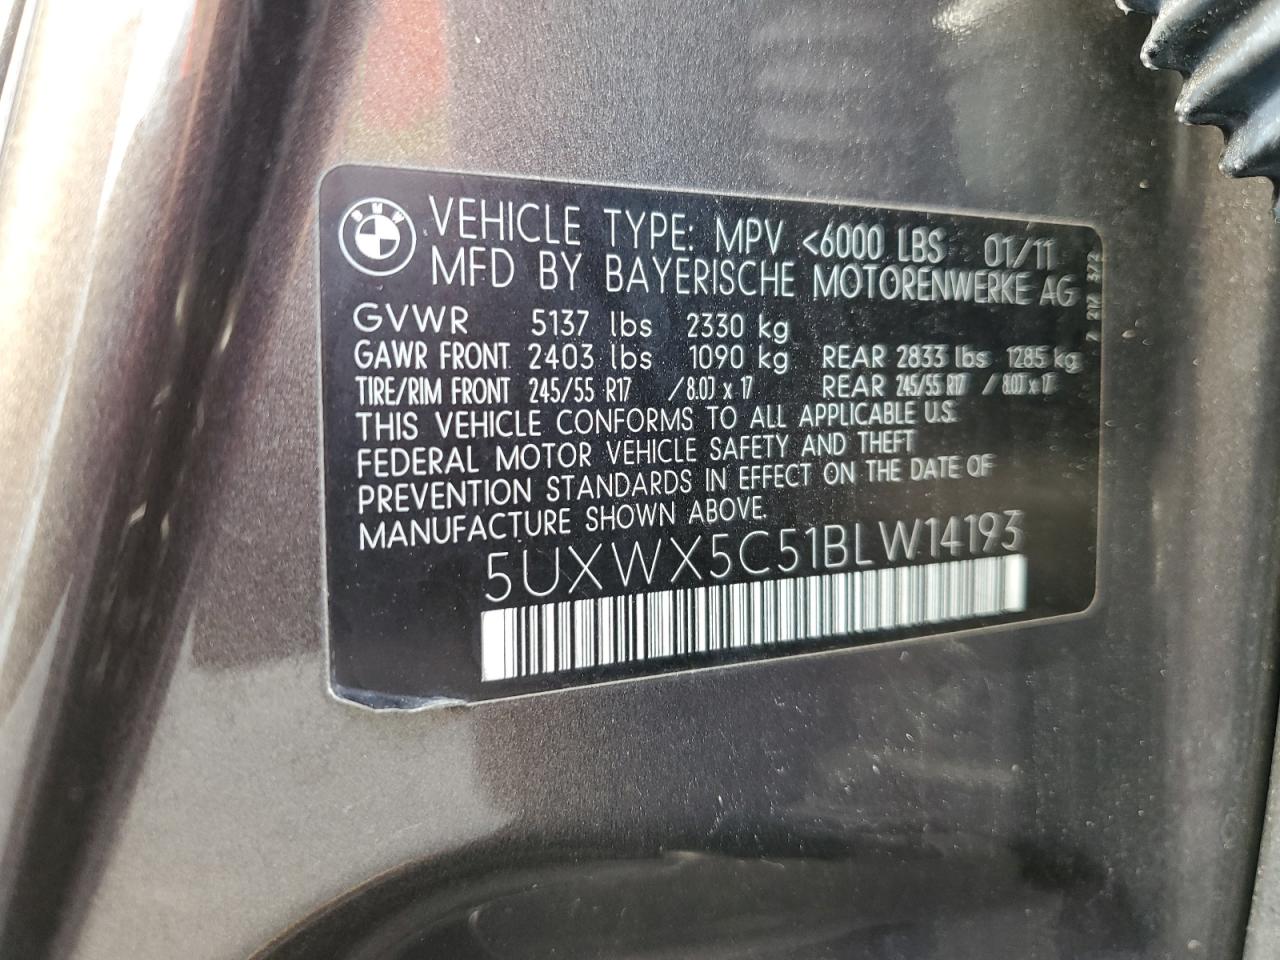 BMW
VEHICLE TYPE: MPV <6000 LBS 01/11
MFD BY BAYERISCHE MOTORENWERKE AG
GVWR 5137 lbs 2330 kg
GAWR FRONT 2403 lbs 1090 kg REAR 2833 lbs 1285 kg
TIRE/RIM FRONT 245/55 R17 / 8.0J x 17 REAR 245/55 R17 / 8.0J x 17
THIS VEHICLE CONFORMS TO ALL APPLICABLE U.S.
FEDERAL MOTOR VEHICLE SAFETY AND THEFT
PREVENTION STANDARDS IN EFFECT ON THE DATE OF
MANUFACTURE SHOWN ABOVE.
5UXWX5C51BLW14193